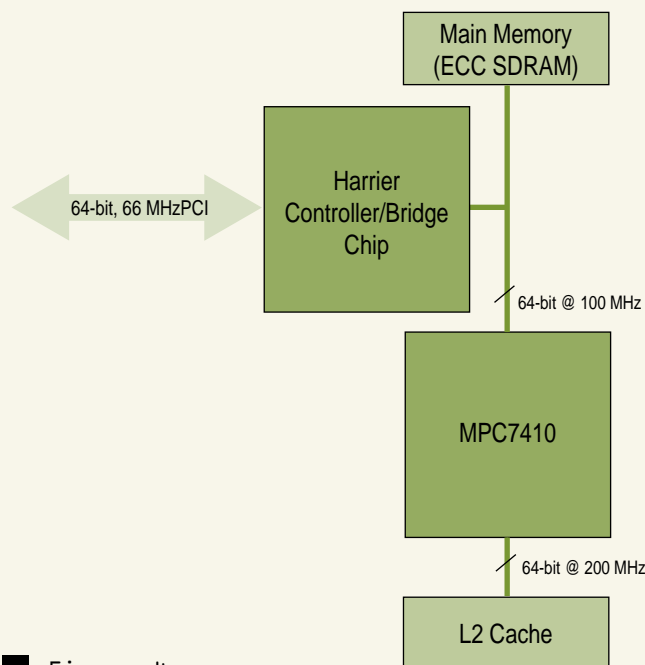 Main Memory
(ECC SDRAM)
Harrier
Controller/Bridge
Chip
64-bit, 66 MHzPCI
64-bit @ 100 MHz
MPC7410
64-bit @ 200 MHz
L2 Cache